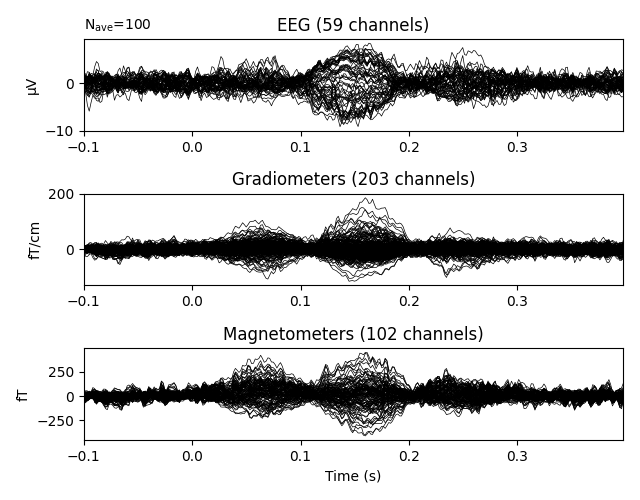 Nave=100
EEG (59 channels)
µV
0
−10
−0.1 0.0 0.1 0.2 0.3
Gradiometers (203 channels)
fT/cm
200
0
−0.1 0.0 0.1 0.2 0.3
Magnetometers (102 channels)
fT
250
0
−250
−0.1 0.0 0.1 0.2 0.3
Time (s)